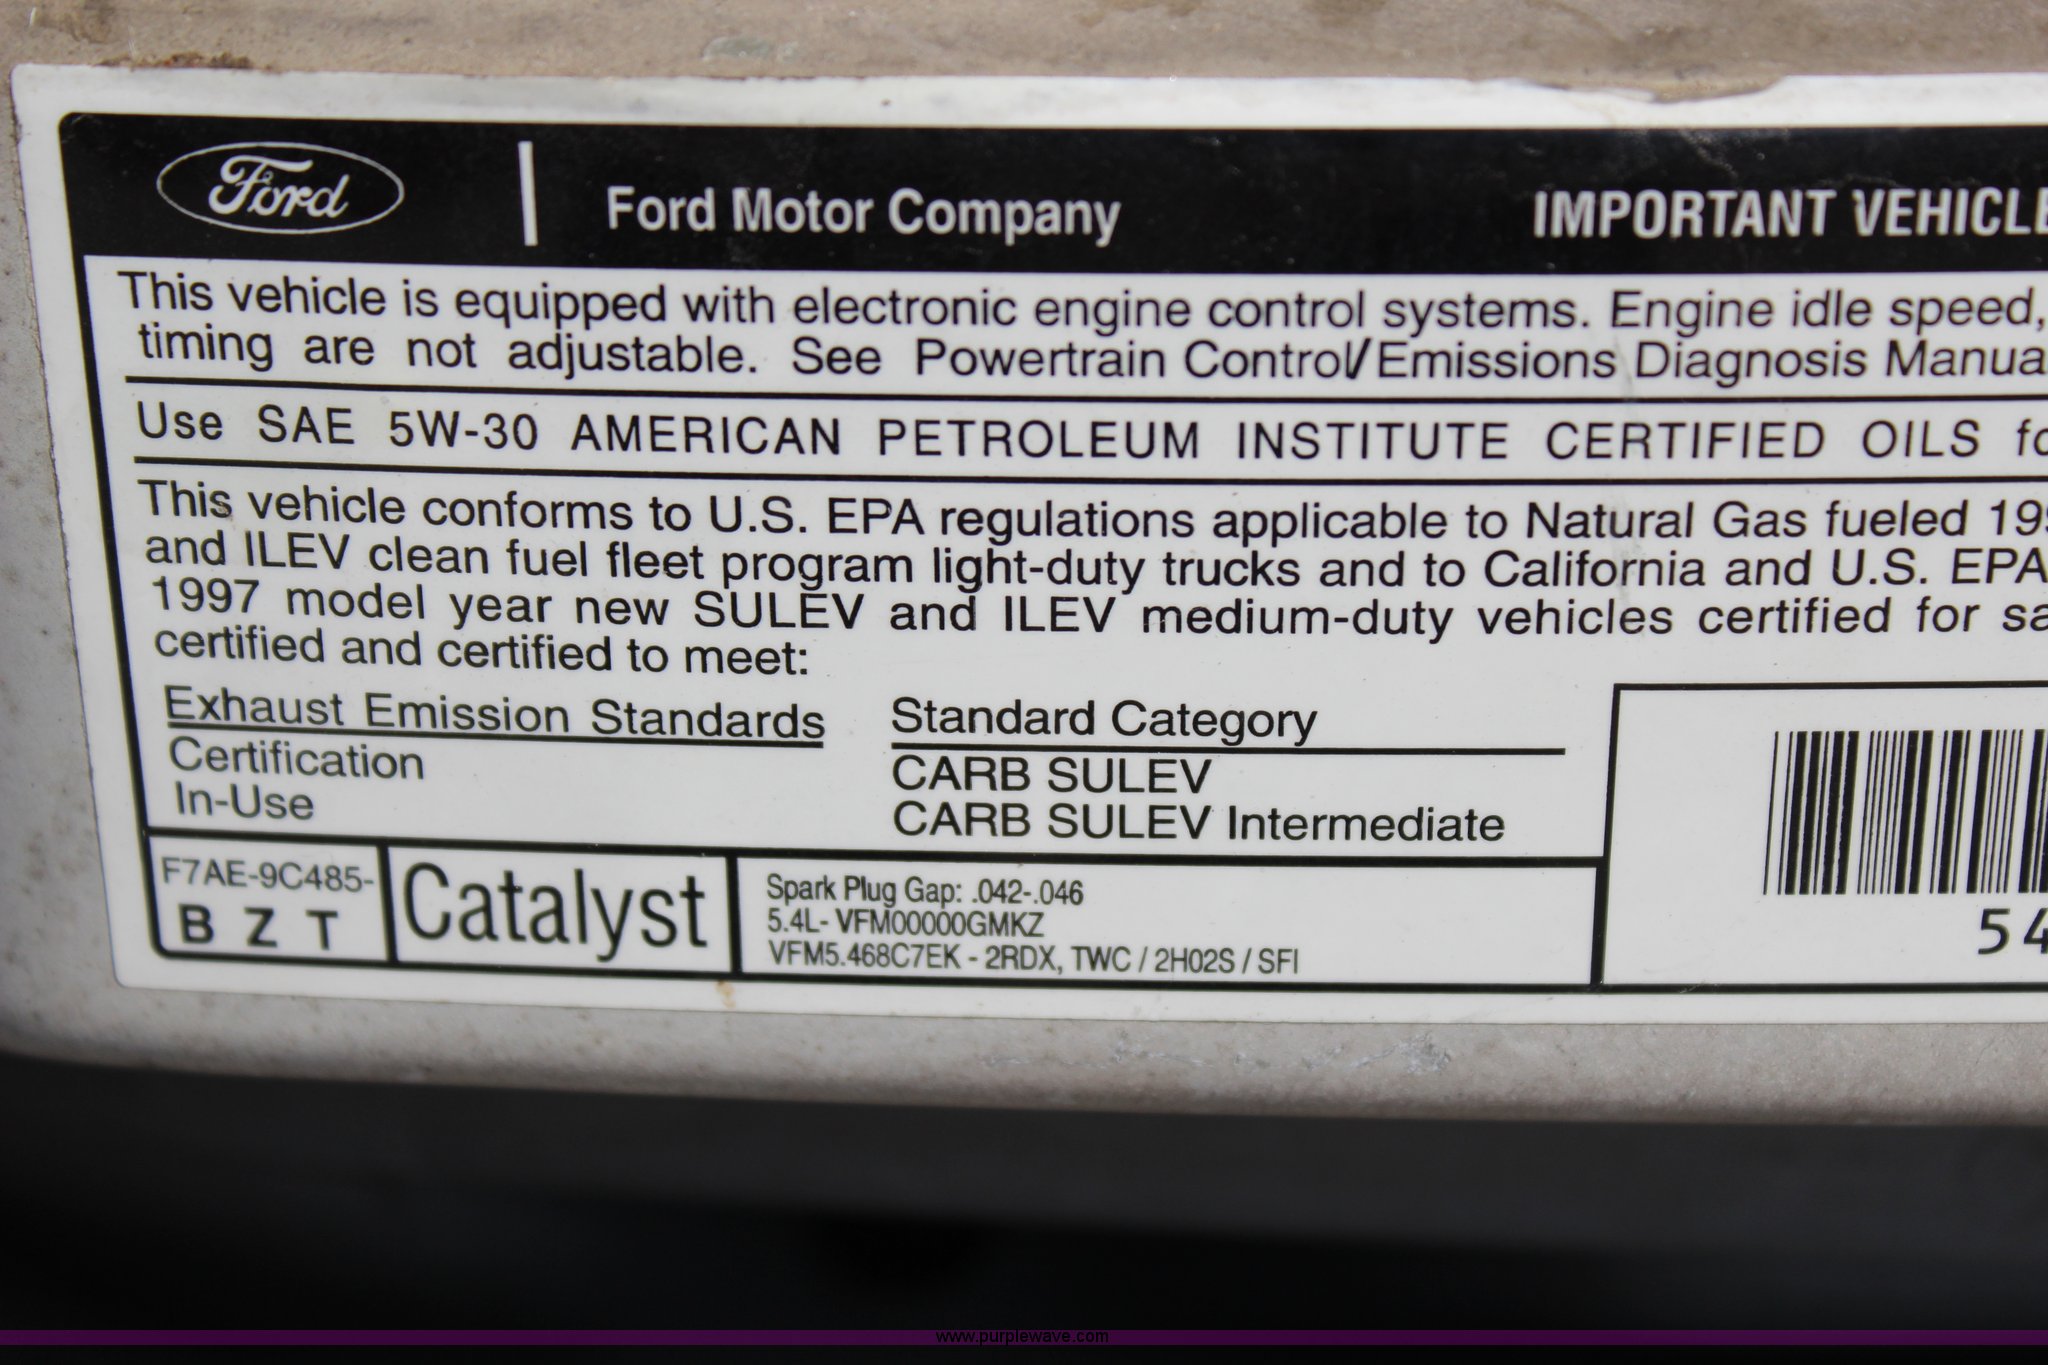 Ford
Ford Motor Company
IMPORTANT VEHICLE
This vehicle is equipped with electronic engine control systems. Engine idle speed,
timing are not adjustable. See Powertrain Control/Emissions Diagnosis Manua
Use SAE 5W-30 AMERICAN PETROLEUM INSTITUTE CERTIFIED OILS fo
This vehicle conforms to U.S. EPA regulations applicable to Natural Gas fueled 199
and ILEV clean fuel fleet program light-duty trucks and to California and U.S. EPA
1997 model year new SULEV and ILEV medium-duty vehicles certified for sa
certified and certified to meet:
Exhaust Emission Standards Standard Category
Certification CARB SULEV
In-Use CARB SULEV Intermediate
F7AE-9C485-
B Z T
Catalyst
Spark Plug Gap: .042-.046
5.4L- VFM00000GMKZ
VFM5.468C7EK - 2RDX, TWC / 2H02S / SFI
54
www.purplewave.com